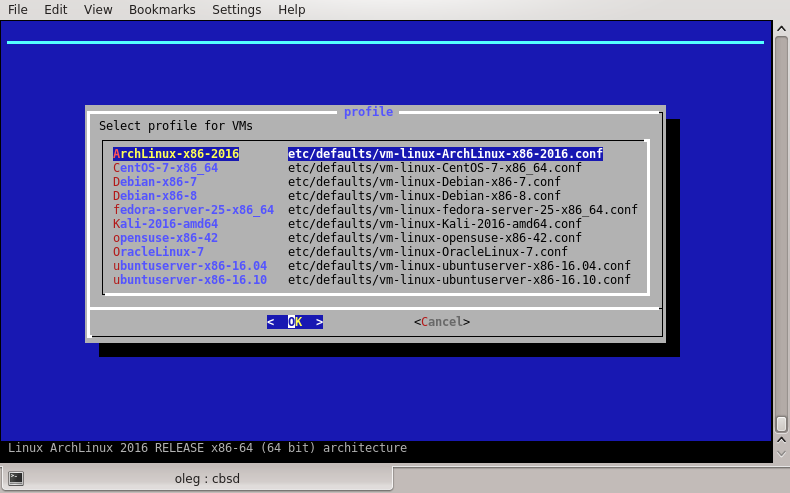 File Edit View Bookmarks Settings Help
profile
Select profile for VMs
ArchLinux-x86-2016 etc/defaults/vm-linux-ArchLinux-x86-2016.conf
CentOS-7-x86_64 etc/defaults/vm-linux-CentOS-7-x86_64.conf
Debian-x86-7 etc/defaults/vm-linux-Debian-x86-7.conf
Debian-x86-8 etc/defaults/vm-linux-Debian-x86-8.conf
fedora-server-25-x86_64 etc/defaults/vm-linux-fedora-server-25-x86_64.conf
Kali-2016-amd64 etc/defaults/vm-linux-Kali-2016-amd64.conf
opensuse-x86-42 etc/defaults/vm-linux-opensuse-x86-42.conf
OracleLinux-7 etc/defaults/vm-linux-OracleLinux-7.conf
ubuntuserver-x86-16.04 etc/defaults/vm-linux-ubuntuserver-x86-16.04.conf
ubuntuserver-x86-16.10 etc/defaults/vm-linux-ubuntuserver-x86-16.10.conf
<  OK  > <Cancel>
Linux ArchLinux 2016 RELEASE x86-64 (64 bit) architecture
oleg : cbsd